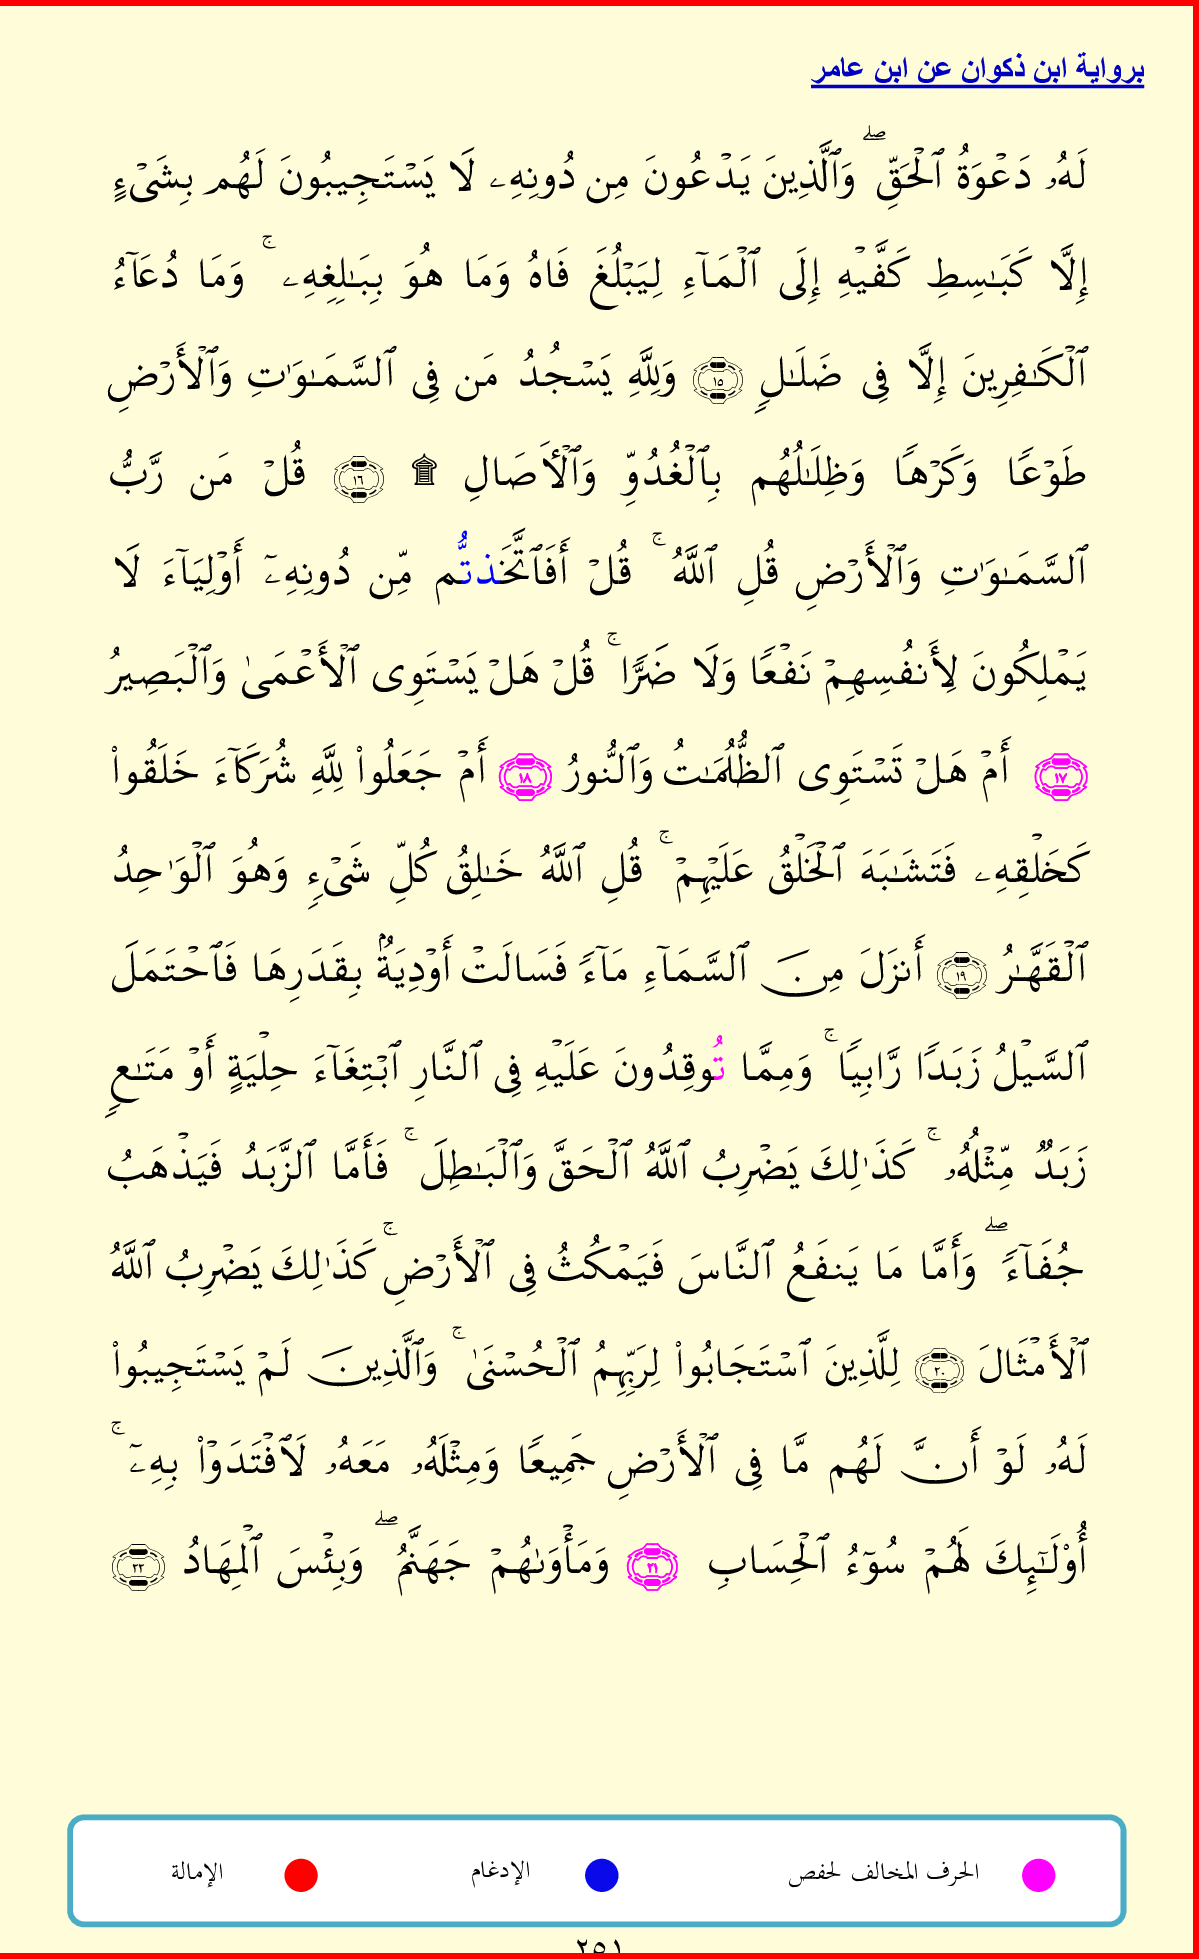 برواية ابن ذكوان عن ابن عامر
لَهُۥ دَعْوَةُ ٱلْحَقِّ ۖ وَٱلَّذِينَ يَدْعُونَ مِن دُونِهِۦ لَا يَسْتَجِيبُونَ لَهُم بِشَىْءٍ
إِلَّا كَبَـٰسِطِ كَفَّيْهِ إِلَى ٱلْمَآءِ لِيَبْلُغَ فَاهُ وَمَا هُوَ بِبَـٰلِغِهِۦ ۚ وَمَا دُعَآءُ
ٱلْكَـٰفِرِينَ إِلَّا فِى ضَلَـٰلٍ ١٥ وَلِلَّهِ يَسْجُدُ مَن فِى ٱلسَّمَـٰوَٰتِ وَٱلْأَرْضِ
طَوْعًا وَكَرْهًا وَظِلَـٰلُهُم بِٱلْغُدُوِّ وَٱلْـَٔاصَالِ ۩ ١٦ قُلْ مَن رَّبُّ
ٱلسَّمَـٰوَٰتِ وَٱلْأَرْضِ قُلِ ٱللَّهُ ۚ قُلْ أَفَٱتَّخَذتُّم مِّن دُونِهِۦٓ أَوْلِيَآءَ لَا
يَمْلِكُونَ لِأَنفُسِهِمْ نَفْعًا وَلَا ضَرًّا ۚ قُلْ هَلْ يَسْتَوِى ٱلْأَعْمَىٰ وَٱلْبَصِيرُ
١٧ أَمْ هَلْ تَسْتَوِى ٱلظُّلُمَـٰتُ وَٱلنُّورُ ١٨ أَمْ جَعَلُوا۟ لِلَّهِ شُرَكَآءَ خَلَقُوا۟
كَخَلْقِهِۦ فَتَشَـٰبَهَ ٱلْخَلْقُ عَلَيْهِمْ ۚ قُلِ ٱللَّهُ خَـٰلِقُ كُلِّ شَىْءٍ وَهُوَ ٱلْوَٰحِدُ
ٱلْقَهَّـٰرُ ١٩ أَنزَلَ مِنَ ٱلسَّمَآءِ مَآءً فَسَالَتْ أَوْدِيَةٌۢ بِقَدَرِهَا فَٱحْتَمَلَ
ٱلسَّيْلُ زَبَدًا رَّابِيًا ۚ وَمِمَّا تُوقِدُونَ عَلَيْهِ فِى ٱلنَّارِ ٱبْتِغَآءَ حِلْيَةٍ أَوْ مَتَـٰعٍ
زَبَدٌ مِّثْلُهُۥ ۚ كَذَٰلِكَ يَضْرِبُ ٱللَّهُ ٱلْحَقَّ وَٱلْبَـٰطِلَ ۚ فَأَمَّا ٱلزَّبَدُ فَيَذْهَبُ
جُفَآءً ۖ وَأَمَّا مَا يَنفَعُ ٱلنَّاسَ فَيَمْكُثُ فِى ٱلْأَرْضِ ۚ كَذَٰلِكَ يَضْرِبُ ٱللَّهُ
ٱلْأَمْثَالَ ٢٠ لِلَّذِينَ ٱسْتَجَابُوا۟ لِرَبِّهِمُ ٱلْحُسْنَىٰ ۚ وَٱلَّذِينَ لَمْ يَسْتَجِيبُوا۟
لَهُۥ لَوْ أَنَّ لَهُم مَّا فِى ٱلْأَرْضِ جَمِيعًا وَمِثْلَهُۥ مَعَهُۥ لَٱفْتَدَوْا۟ بِهِۦٓ ۚ
أُو۟لَـٰٓئِكَ لَهُمْ سُوٓءُ ٱلْحِسَابِ ٢١ وَمَأْوَىٰهُمْ جَهَنَّمُ ۖ وَبِئْسَ ٱلْمِهَادُ ٢٢
الحرف المخالف لحفص الإدغام الإمالة
٢٥١